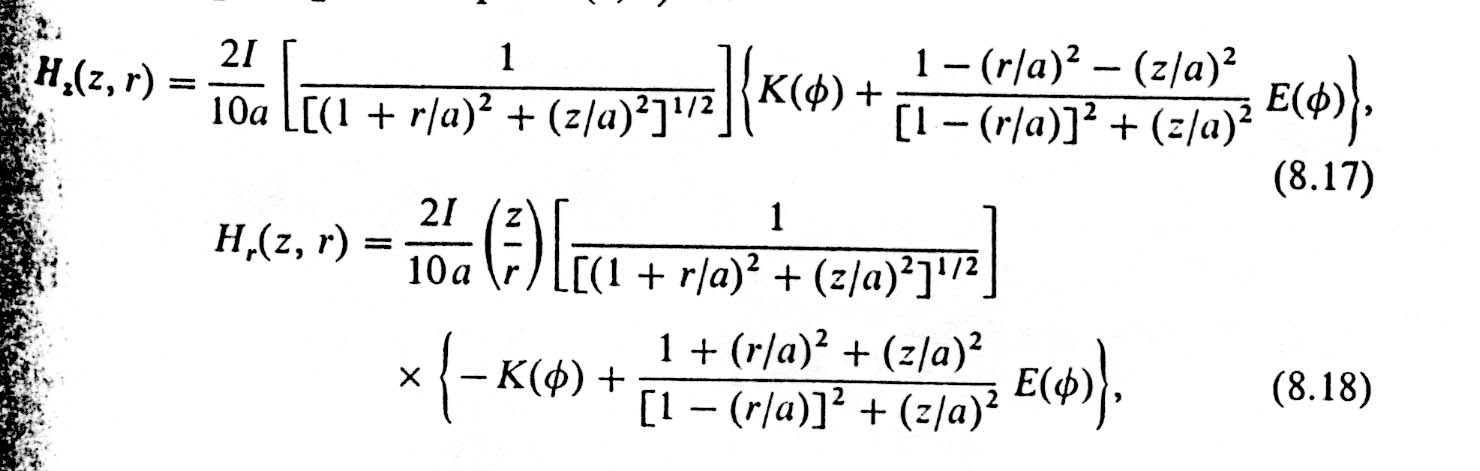 H_z(z, r) = \frac{2I}{10a} \left[ \frac{1}{[(1 + r/a)^2 + (z/a)^2]^{1/2}} \right] \left\{ K(\phi) + \frac{1 - (r/a)^2 - (z/a)^2}{[1 - (r/a)]^2 + (z/a)^2} E(\phi) \right\},
(8.17)
H_r(z, r) = \frac{2I}{10a} \left( \frac{z}{r} \right) \left[ \frac{1}{[(1 + r/a)^2 + (z/a)^2]^{1/2}} \right]
\times \left\{ -K(\phi) + \frac{1 + (r/a)^2 + (z/a)^2}{[1 - (r/a)]^2 + (z/a)^2} E(\phi) \right\}, (8.18)